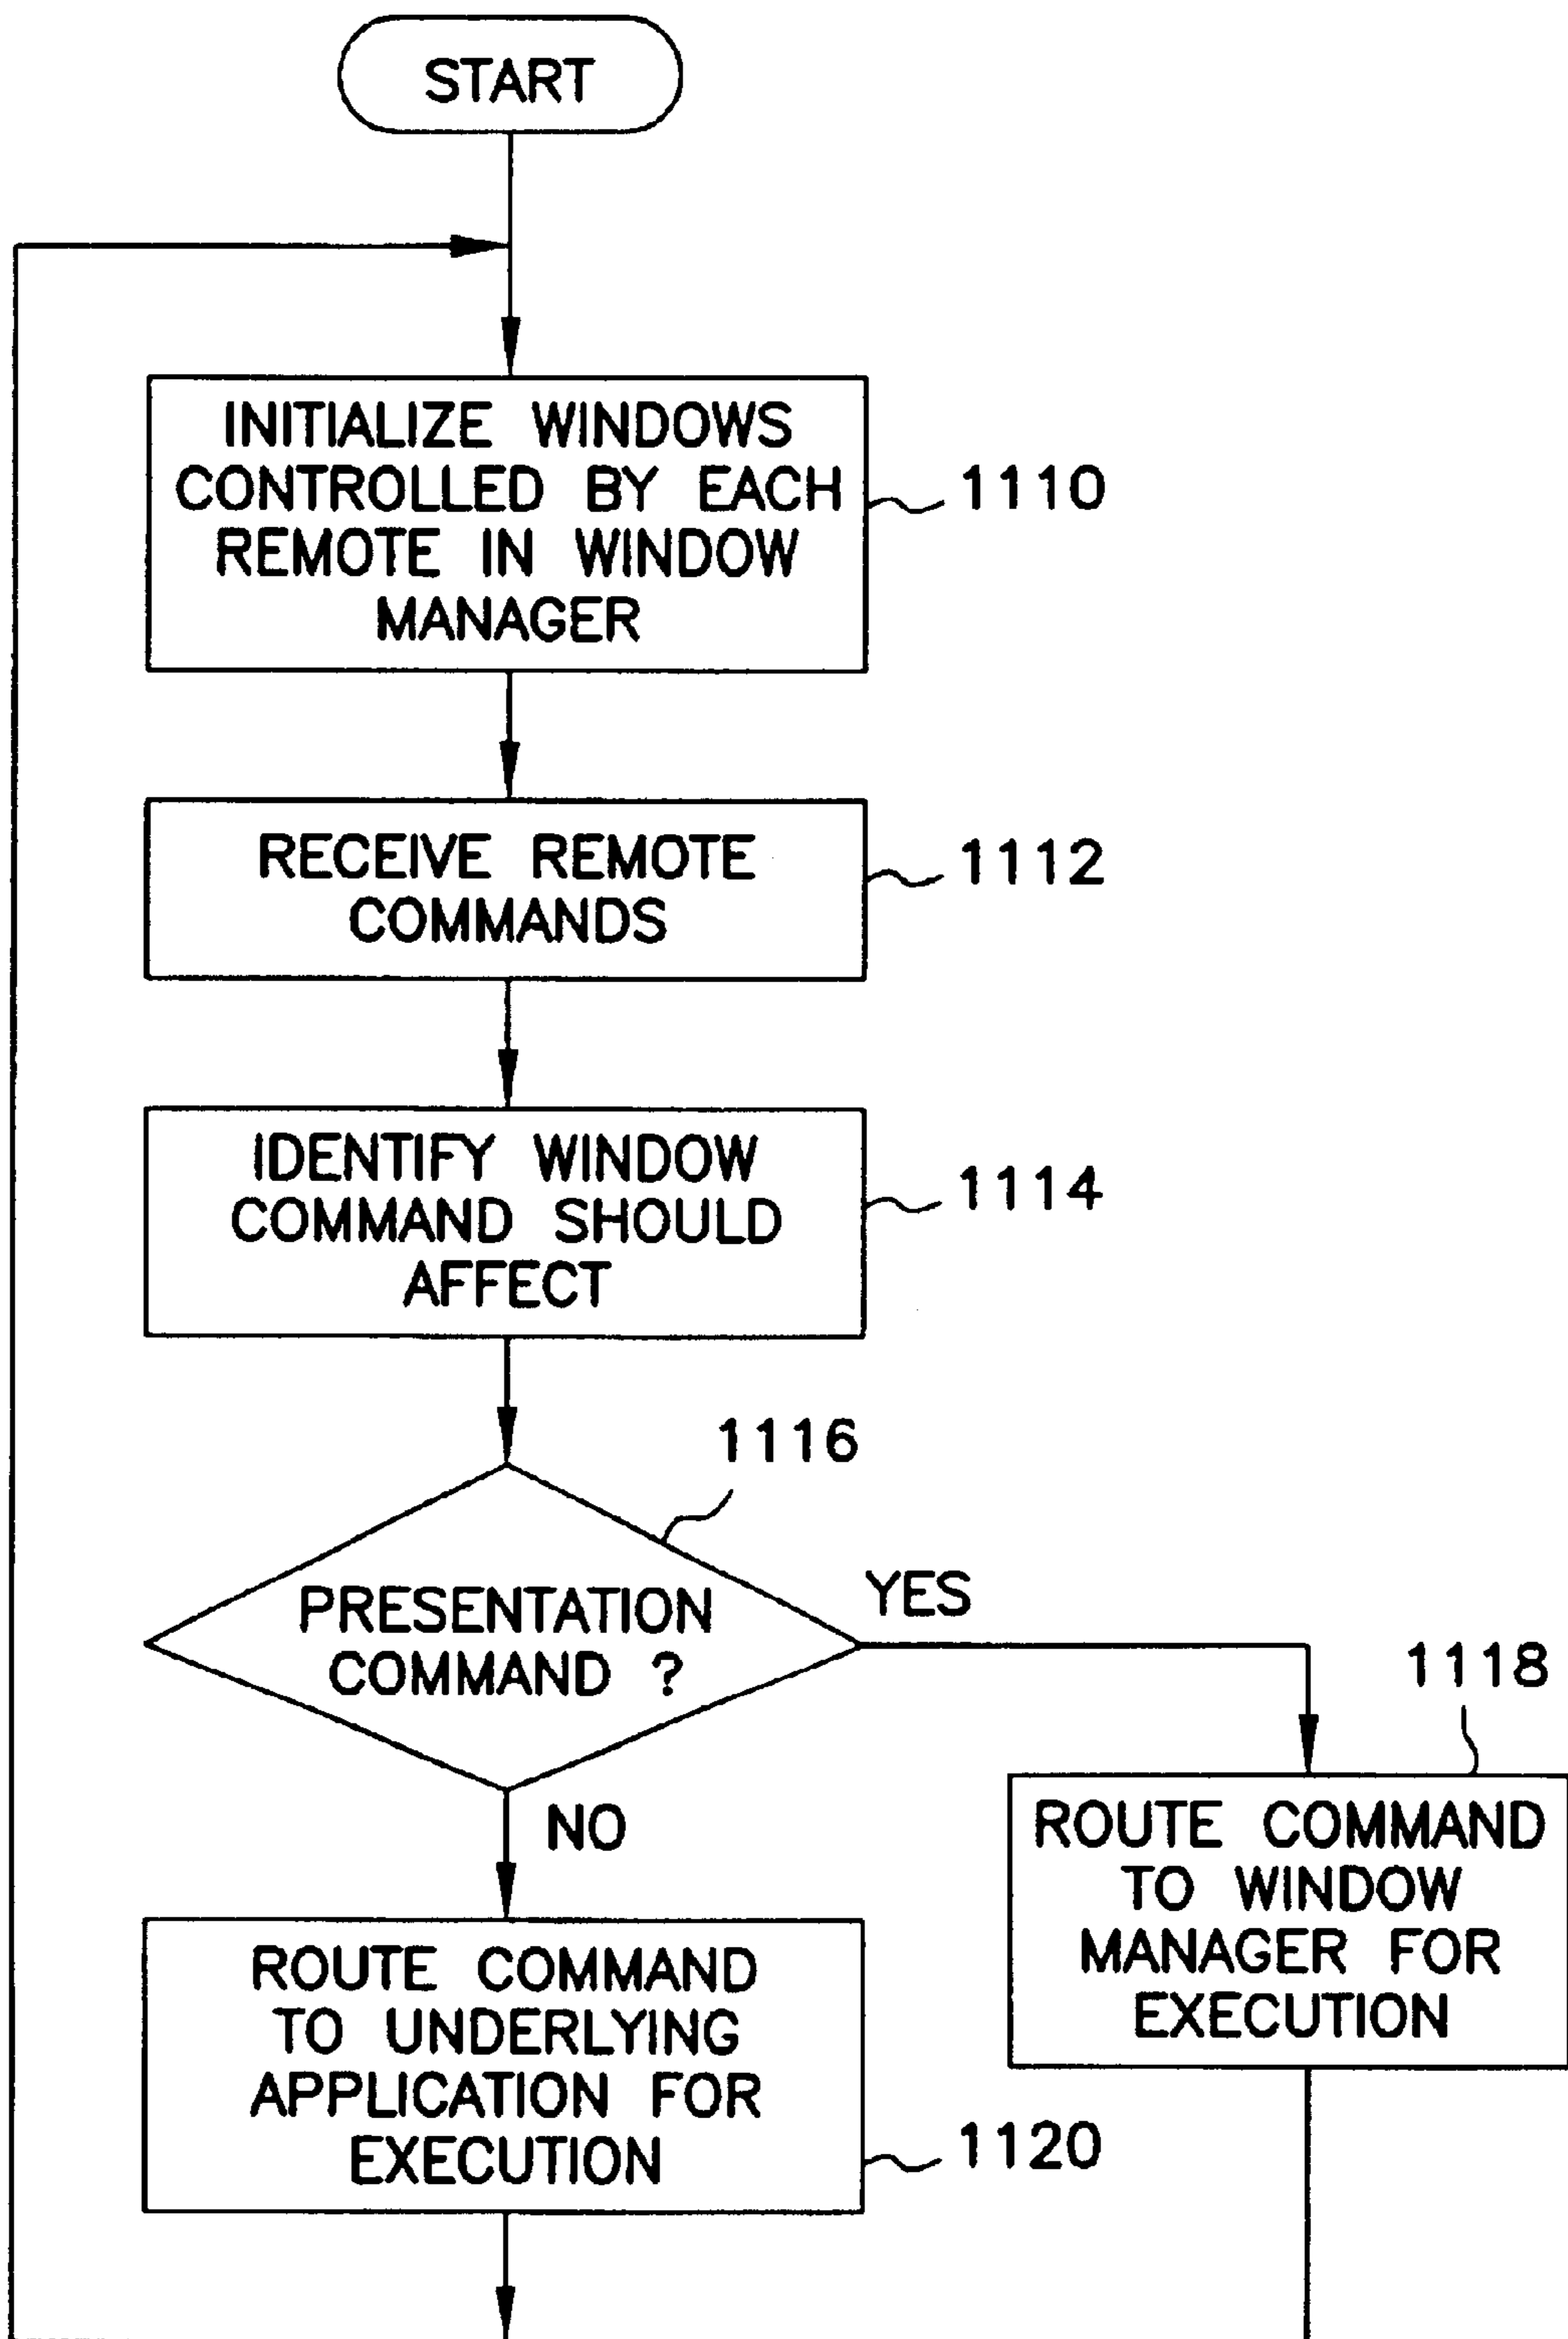 START
INITIALIZE WINDOWS
CONTROLLED BY EACH
REMOTE IN WINDOW
MANAGER
1110
RECEIVE REMOTE
COMMANDS
1112
IDENTIFY WINDOW
COMMAND SHOULD
AFFECT
1114
1116
PRESENTATION
COMMAND ?
YES
NO
1118
ROUTE COMMAND
TO WINDOW
MANAGER FOR
EXECUTION
ROUTE COMMAND
TO UNDERLYING
APPLICATION FOR
EXECUTION
1120